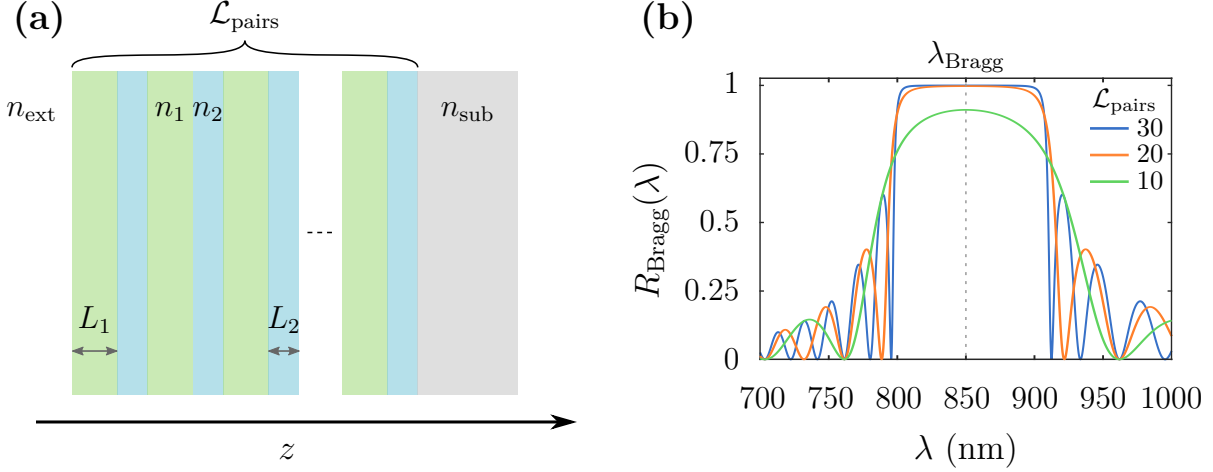 (a)
ℒpairs
next
n1 n2
nsub
L1
L2
z
(b)
λBragg
RBragg(λ)
1
0.75
0.5
0.25
0
ℒpairs
30
20
10
700 750 800 850 900 950 1000
λ (nm)